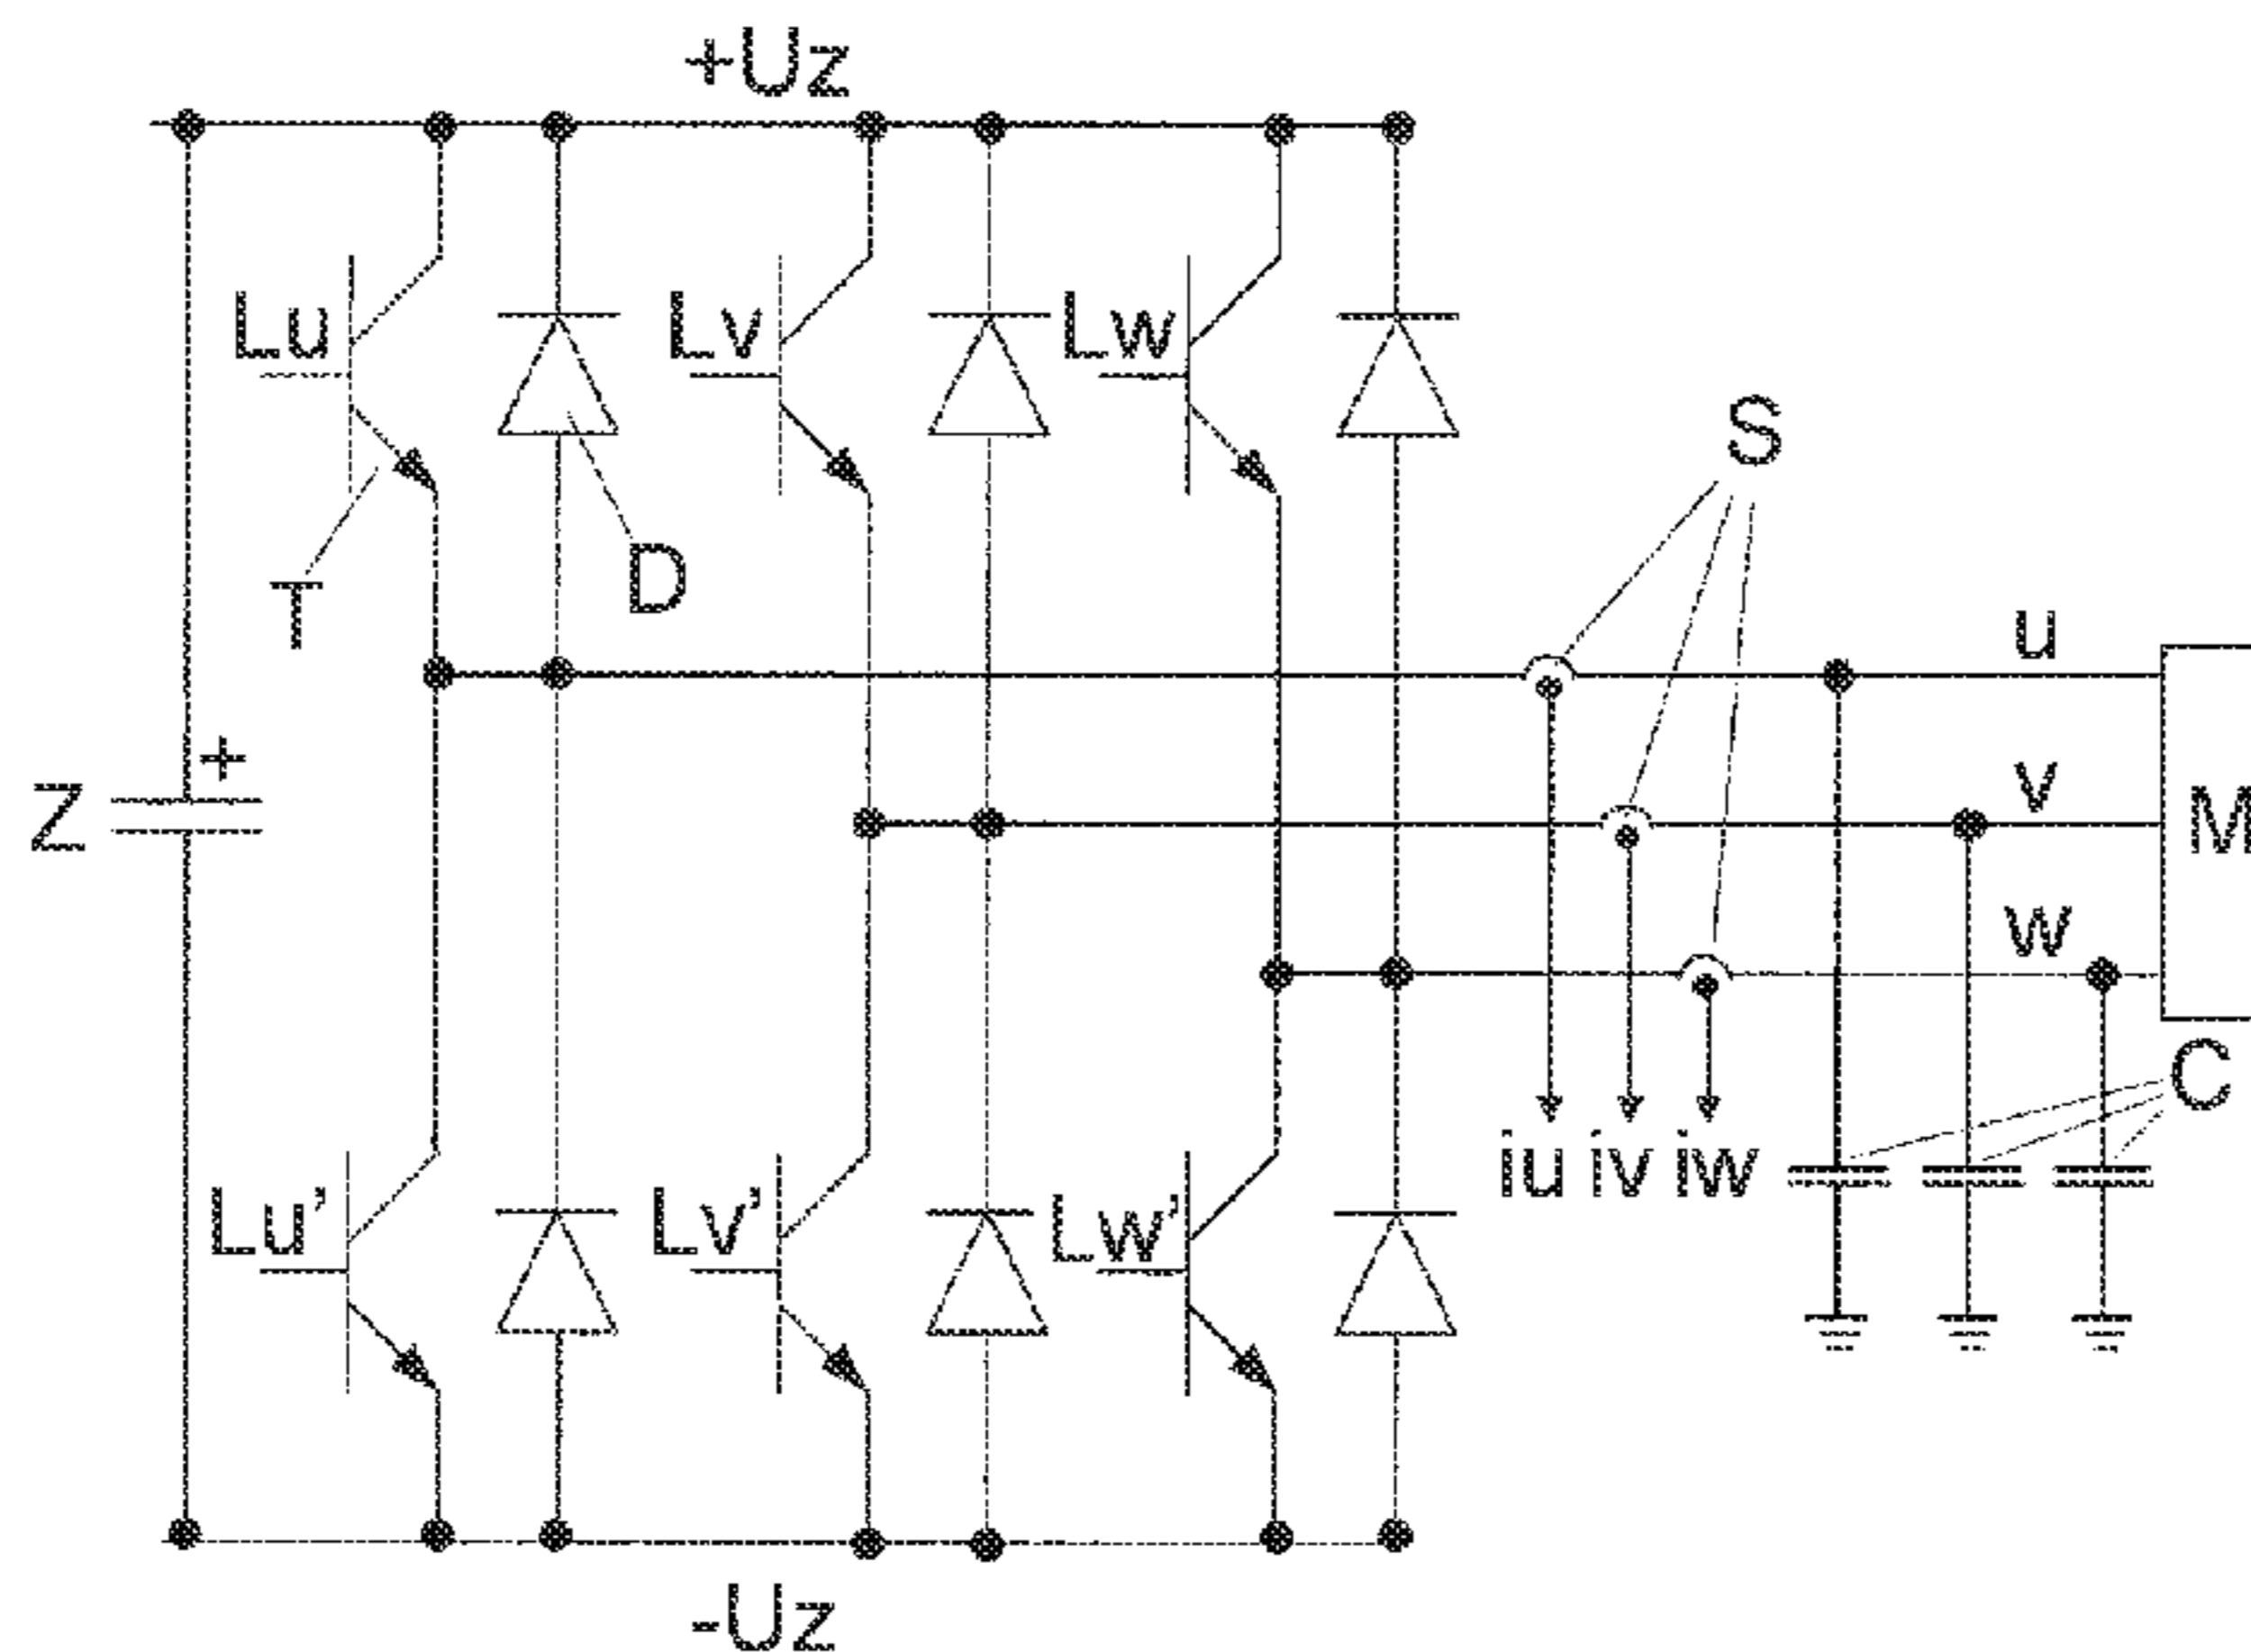 +Uz
Lu Lv Lw
S
T D
u
Z + v M
w
C
iu iv iw
Lu' Lv' Lw'
-Uz